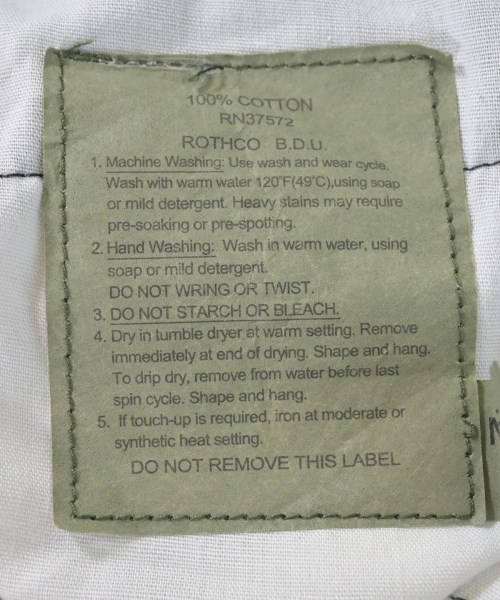 100% COTTON
RN37572
ROTHCO B.D.U.
1. Machine Washing: Use wash and wear cycle.
Wash with warm water 120°F(49°C),using soap
or mild detergent. Heavy stains may require
pre-soaking or pre-spotting.
2. Hand Washing: Wash in warm water, using
soap or mild detergent.
DO NOT WRING OR TWIST.
3. DO NOT STARCH OR BLEACH.
4. Dry in tumble dryer at warm setting. Remove
immediately at end of drying. Shape and hang.
To drip dry, remove from water before last
spin cycle. Shape and hang.
5. If touch-up is required, iron at moderate or
synthetic heat setting.
DO NOT REMOVE THIS LABEL